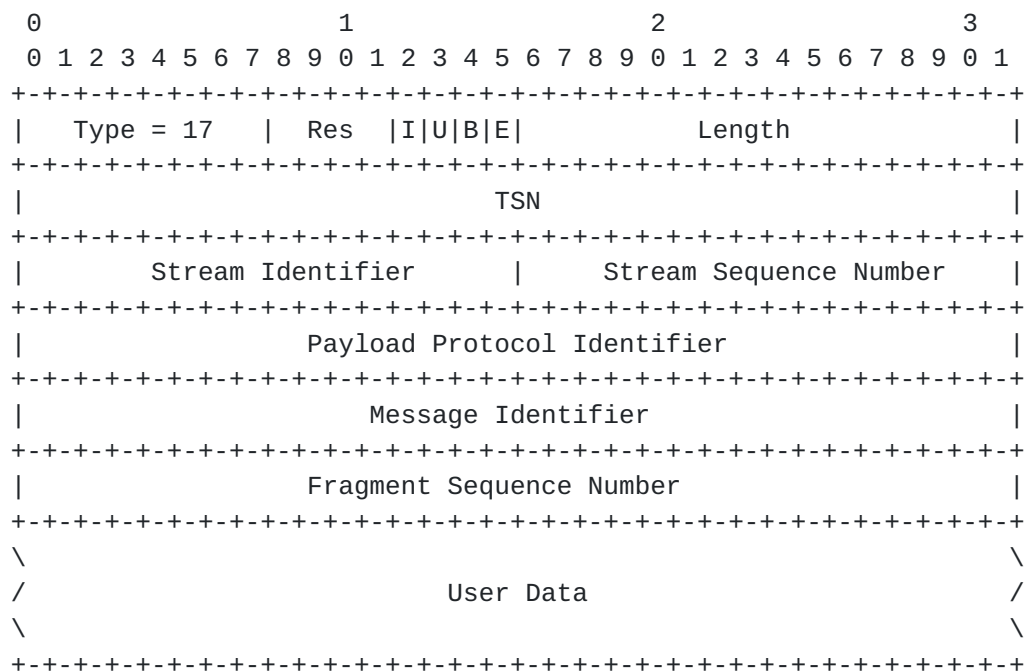 0                   1                   2                   3
 0 1 2 3 4 5 6 7 8 9 0 1 2 3 4 5 6 7 8 9 0 1 2 3 4 5 6 7 8 9 0 1
+-+-+-+-+-+-+-+-+-+-+-+-+-+-+-+-+-+-+-+-+-+-+-+-+-+-+-+-+-+-+-+-+
|   Type = 17   |  Res  |I|U|B|E|           Length              |
+-+-+-+-+-+-+-+-+-+-+-+-+-+-+-+-+-+-+-+-+-+-+-+-+-+-+-+-+-+-+-+-+
|                              TSN                              |
+-+-+-+-+-+-+-+-+-+-+-+-+-+-+-+-+-+-+-+-+-+-+-+-+-+-+-+-+-+-+-+-+
|        Stream Identifier      |     Stream Sequence Number    |
+-+-+-+-+-+-+-+-+-+-+-+-+-+-+-+-+-+-+-+-+-+-+-+-+-+-+-+-+-+-+-+-+
|                  Payload Protocol Identifier                  |
+-+-+-+-+-+-+-+-+-+-+-+-+-+-+-+-+-+-+-+-+-+-+-+-+-+-+-+-+-+-+-+-+
|                      Message Identifier                       |
+-+-+-+-+-+-+-+-+-+-+-+-+-+-+-+-+-+-+-+-+-+-+-+-+-+-+-+-+-+-+-+-+
|                  Fragment Sequence Number                     |
+-+-+-+-+-+-+-+-+-+-+-+-+-+-+-+-+-+-+-+-+-+-+-+-+-+-+-+-+-+-+-+-+
\                                                               \
/                           User Data                           /
\                                                               \
+-+-+-+-+-+-+-+-+-+-+-+-+-+-+-+-+-+-+-+-+-+-+-+-+-+-+-+-+-+-+-+-+